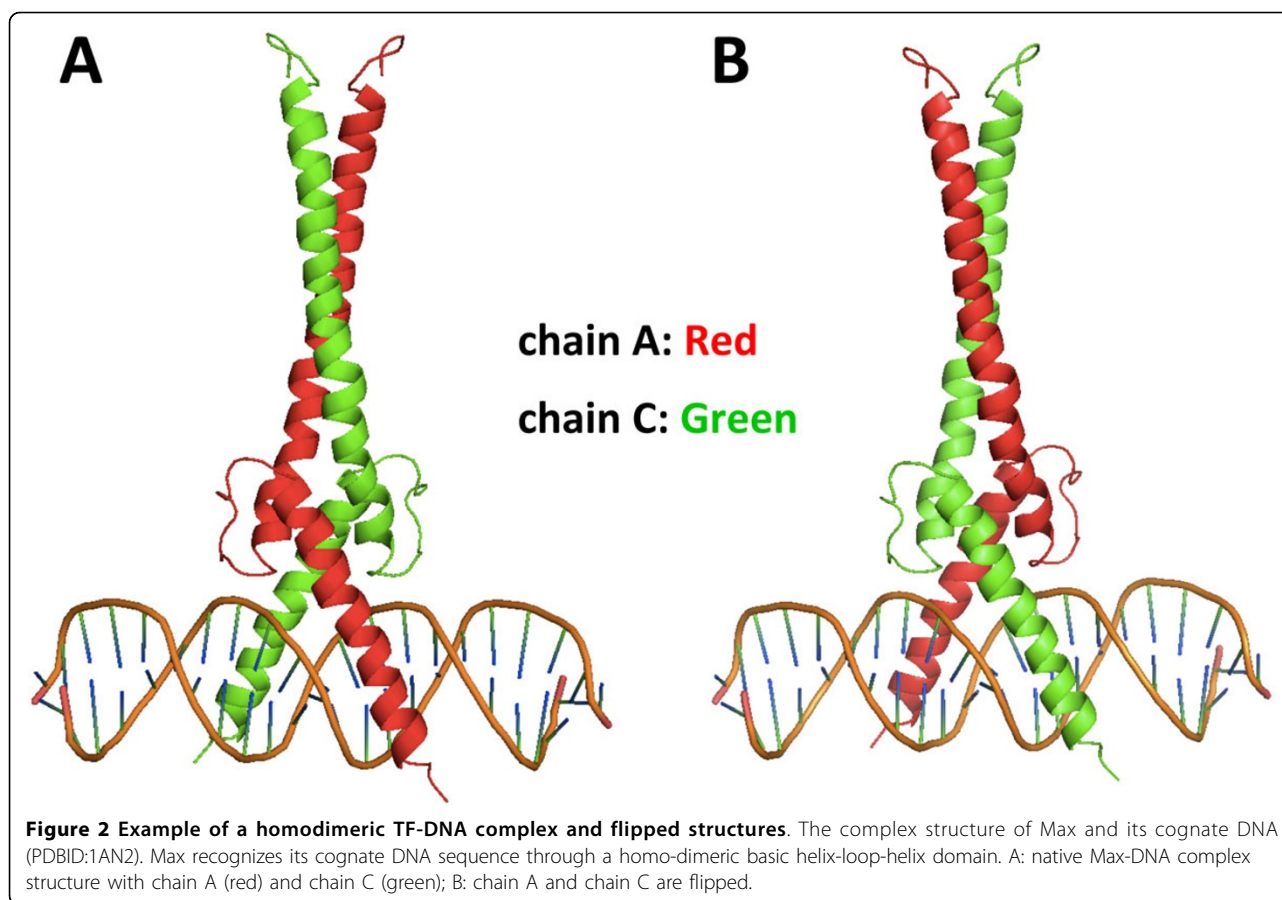 A
B
chain A: Red
chain C: Green
Figure 2 Example of a homodimeric TF-DNA complex and flipped structures. The complex structure of Max and its cognate DNA
(PDBID:1AN2). Max recognizes its cognate DNA sequence through a homo-dimeric basic helix-loop-helix domain. A: native Max-DNA complex
structure with chain A (red) and chain C (green); B: chain A and chain C are flipped.